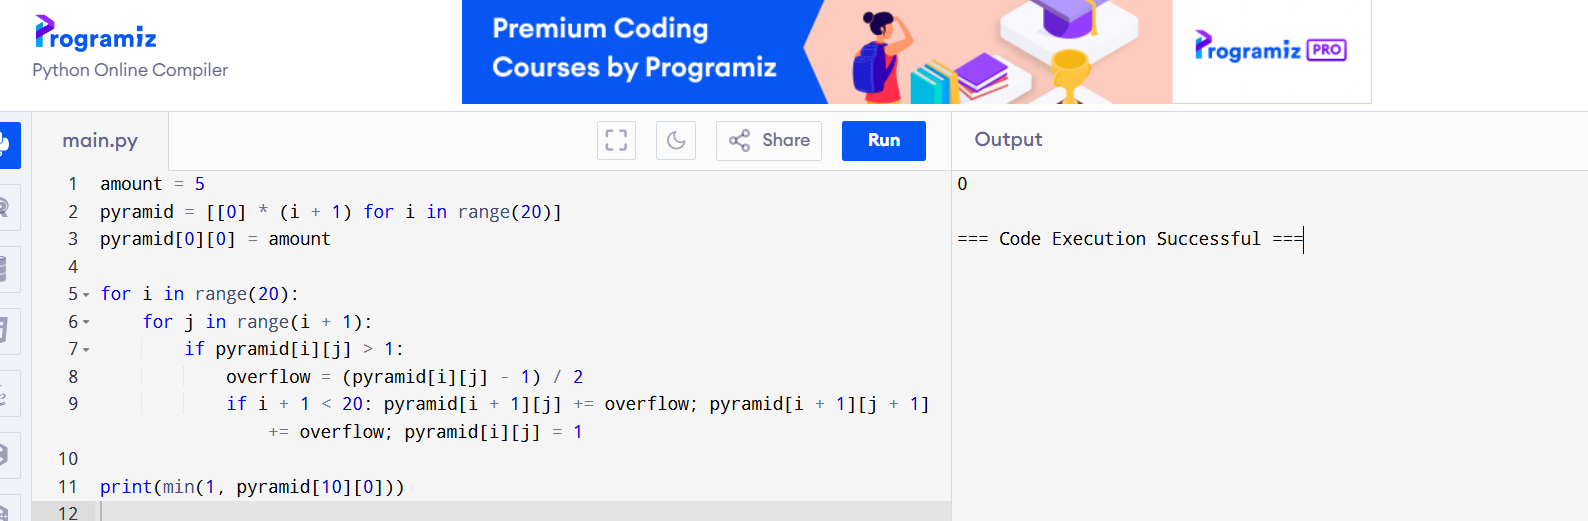 Programiz
Python Online Compiler
Premium Coding
Courses by Programiz
Programiz PRO
main.py
Share
Run
Output
1 amount = 5
2 pyramid = [[0] * (i + 1) for i in range(20)]
3 pyramid[0][0] = amount
4
5 for i in range(20):
6 for j in range(i + 1):
7 if pyramid[i][j] > 1:
8 overflow = (pyramid[i][j] - 1) / 2
9 if i + 1 < 20: pyramid[i + 1][j] += overflow; pyramid[i + 1][j + 1]
+= overflow; pyramid[i][j] = 1
10
11 print(min(1, pyramid[10][0]))
12
0
=== Code Execution Successful ===